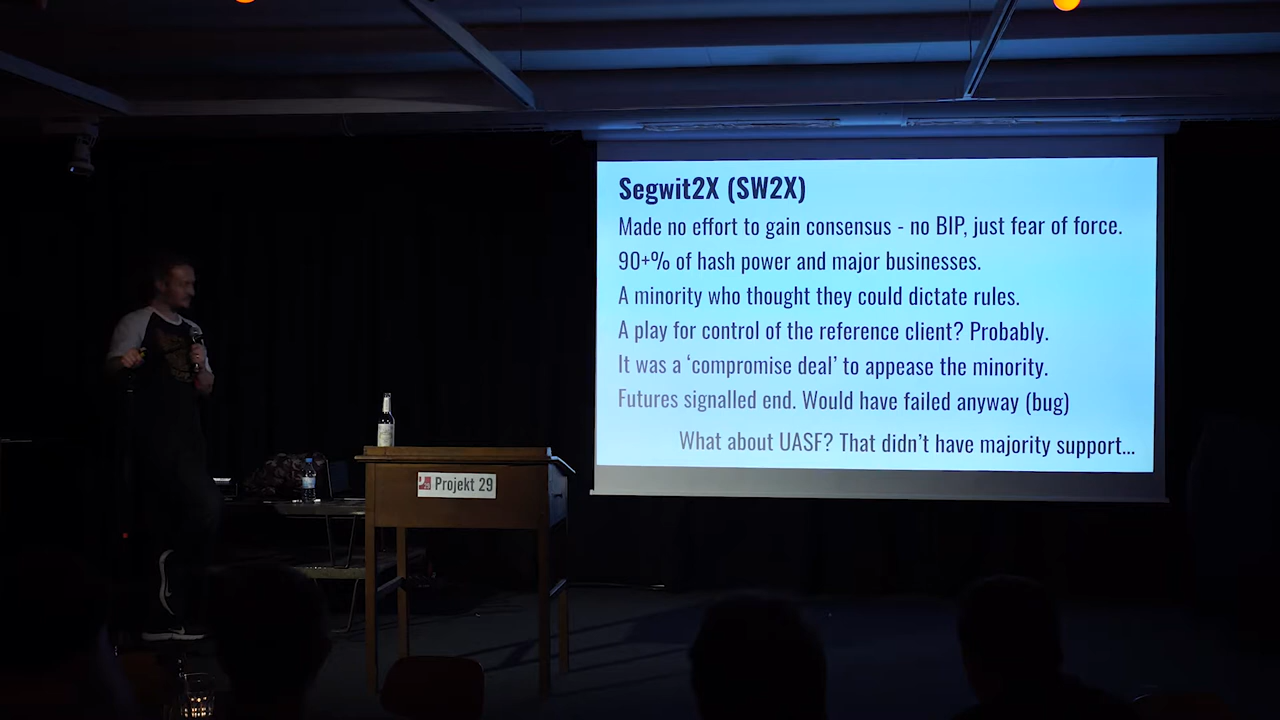 Segwit2X (SW2X)
Made no effort to gain consensus - no BIP, just fear of force.
90+% of hash power and major businesses.
A minority who thought they could dictate rules.
A play for control of the reference client? Probably.
It was a ‘compromise deal’ to appease the minority.
Futures signalled end. Would have failed anyway (bug)
What about UASF? That didn’t have majority support...
Projekt 29